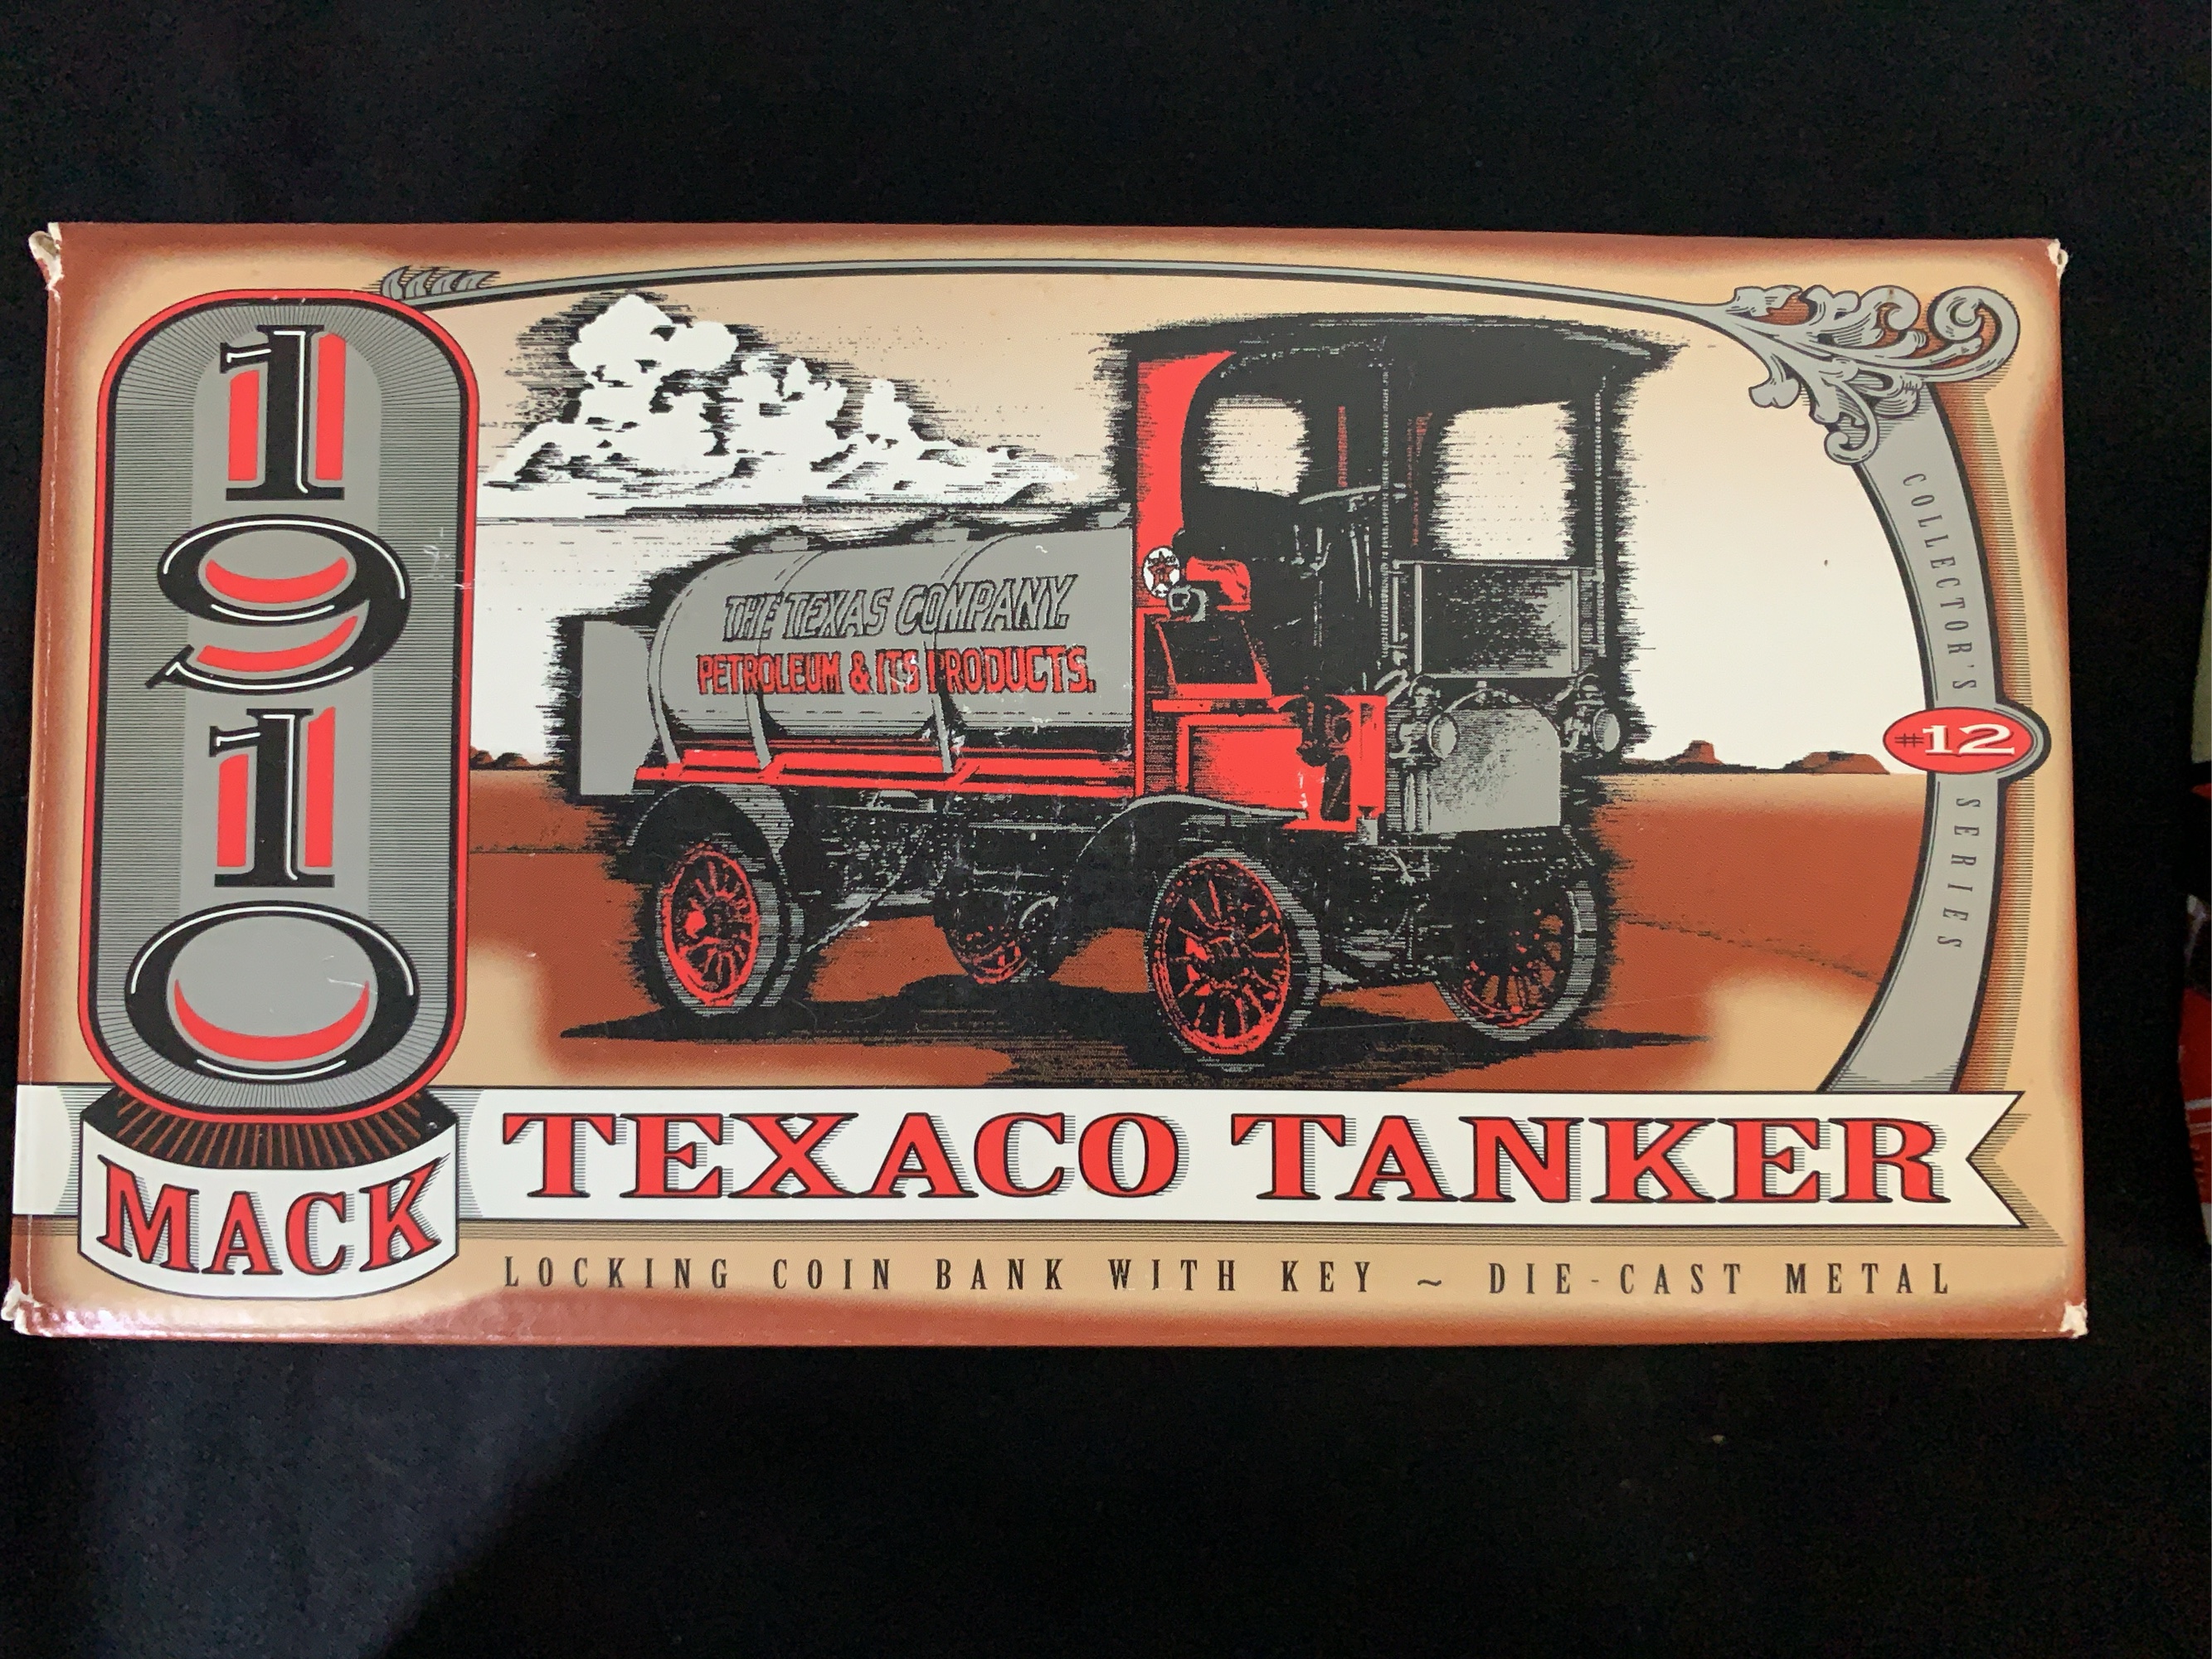 1910
MACK
THE TEXAS COMPANY.
PETROLEUM & ITS PRODUCTS.
COLLECTOR'S
#12
SERIES
TEXACO TANKER
LOCKING COIN BANK WITH KEY ~ DIE-CAST METAL